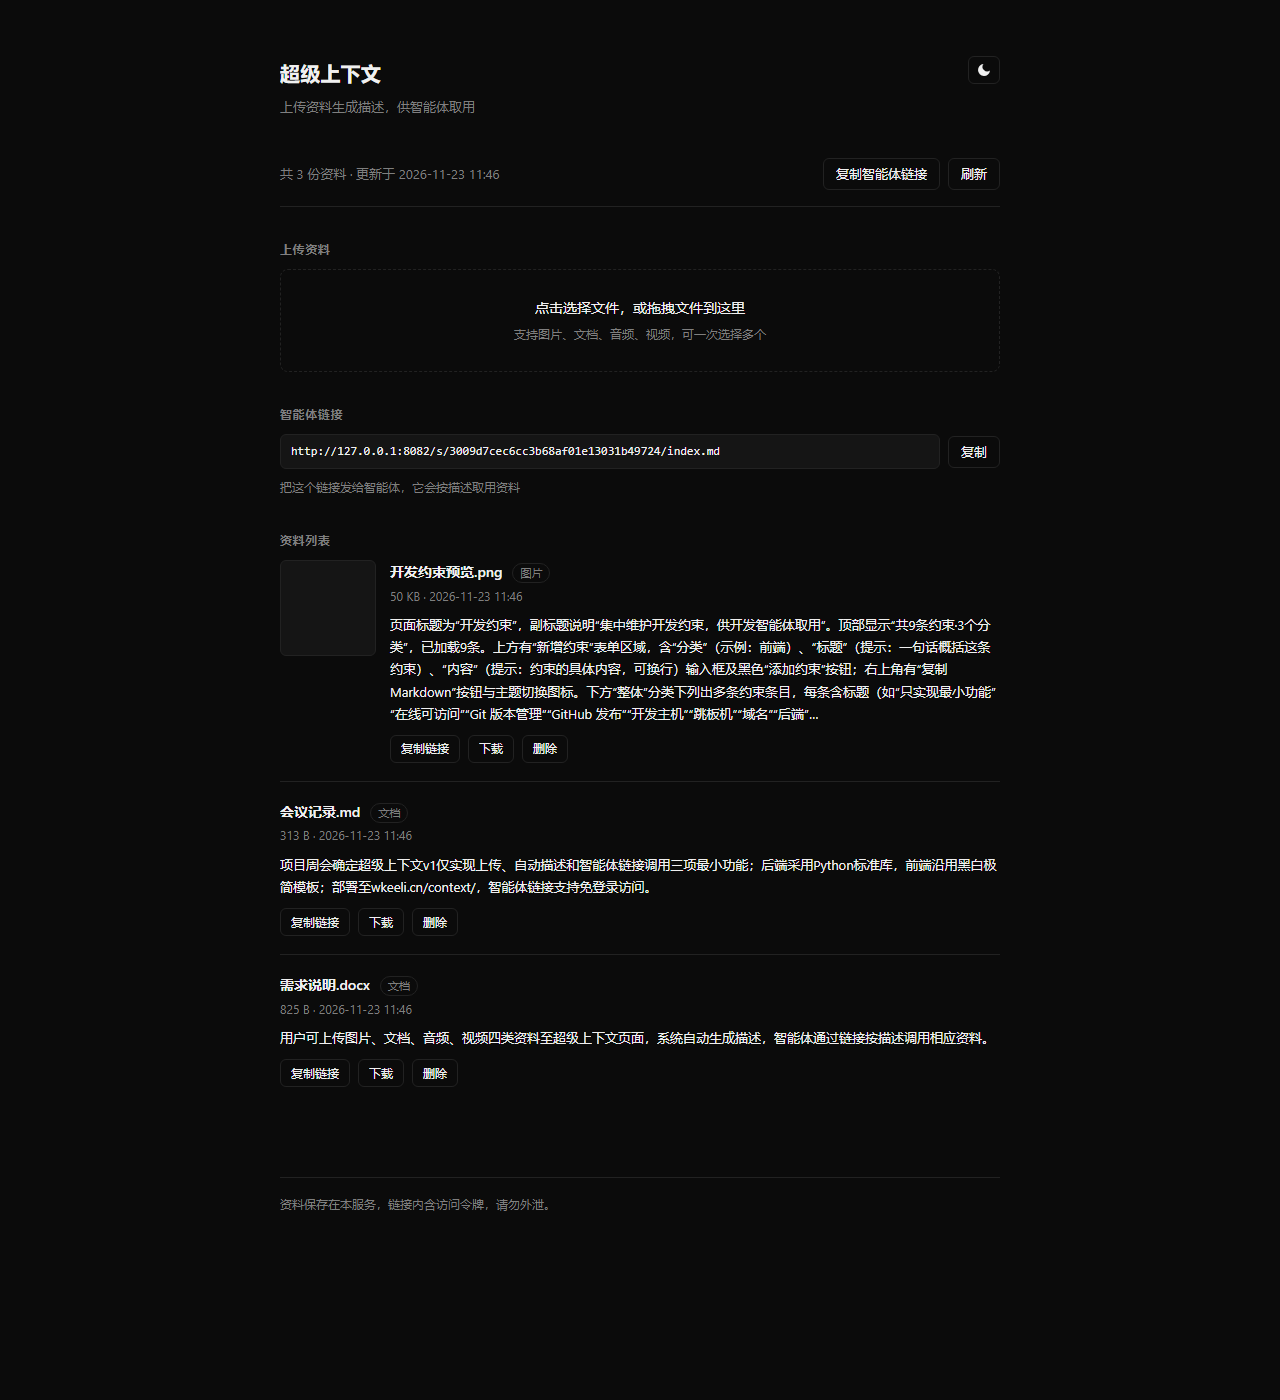 超级上下文
上传资料生成描述，供智能体取用
共 3 份资料 · 更新于 2026-11-23 11:46
复制智能体链接
刷新
上传资料
点击选择文件，或拖拽文件到这里
支持图片、文档、音频、视频，可一次选择多个
智能体链接
http://127.0.0.1:8082/s/3009d7cec6cc3b68af01e13031b49724/index.md
复制
把这个链接发给智能体，它会按描述取用资料
资料列表
开发约束预览.png 图片
50 KB · 2026-11-23 11:46
页面标题为“开发约束”，副标题说明“集中维护开发约束，供开发智能体取用”。顶部显示“共9条约束·3个分
类”，已加载9条。上方有“新增约束”表单区域，含“分类”（示例：前端）、“标题”（提示：一句话概括这条
约束）、“内容”（提示：约束的具体内容，可换行）输入框及黑色“添加约束”按钮；右上角有“复制
Markdown”按钮与主题切换图标。下方“整体”分类下列出多条约束条目，每条含标题（如“只实现最小功能”
“在线可访问”“Git 版本管理”“GitHub 发布”“开发主机”“跳板机”“域名”“后端”...
复制链接 下载 删除
会议记录.md 文档
313 B · 2026-11-23 11:46
项目周会确定超级上下文v1仅实现上传、自动描述和智能体链接调用三项最小功能；后端采用Python标准库，前端沿用黑白极
简模板；部署至wkeeli.cn/context/，智能体链接支持免登录访问。
复制链接 下载 删除
需求说明.docx 文档
825 B · 2026-11-23 11:46
用户可上传图片、文档、音频、视频四类资料至超级上下文页面，系统自动生成描述，智能体通过链接按描述调用相应资料。
复制链接 下载 删除
资料保存在本服务，链接内含访问令牌，请勿外泄。